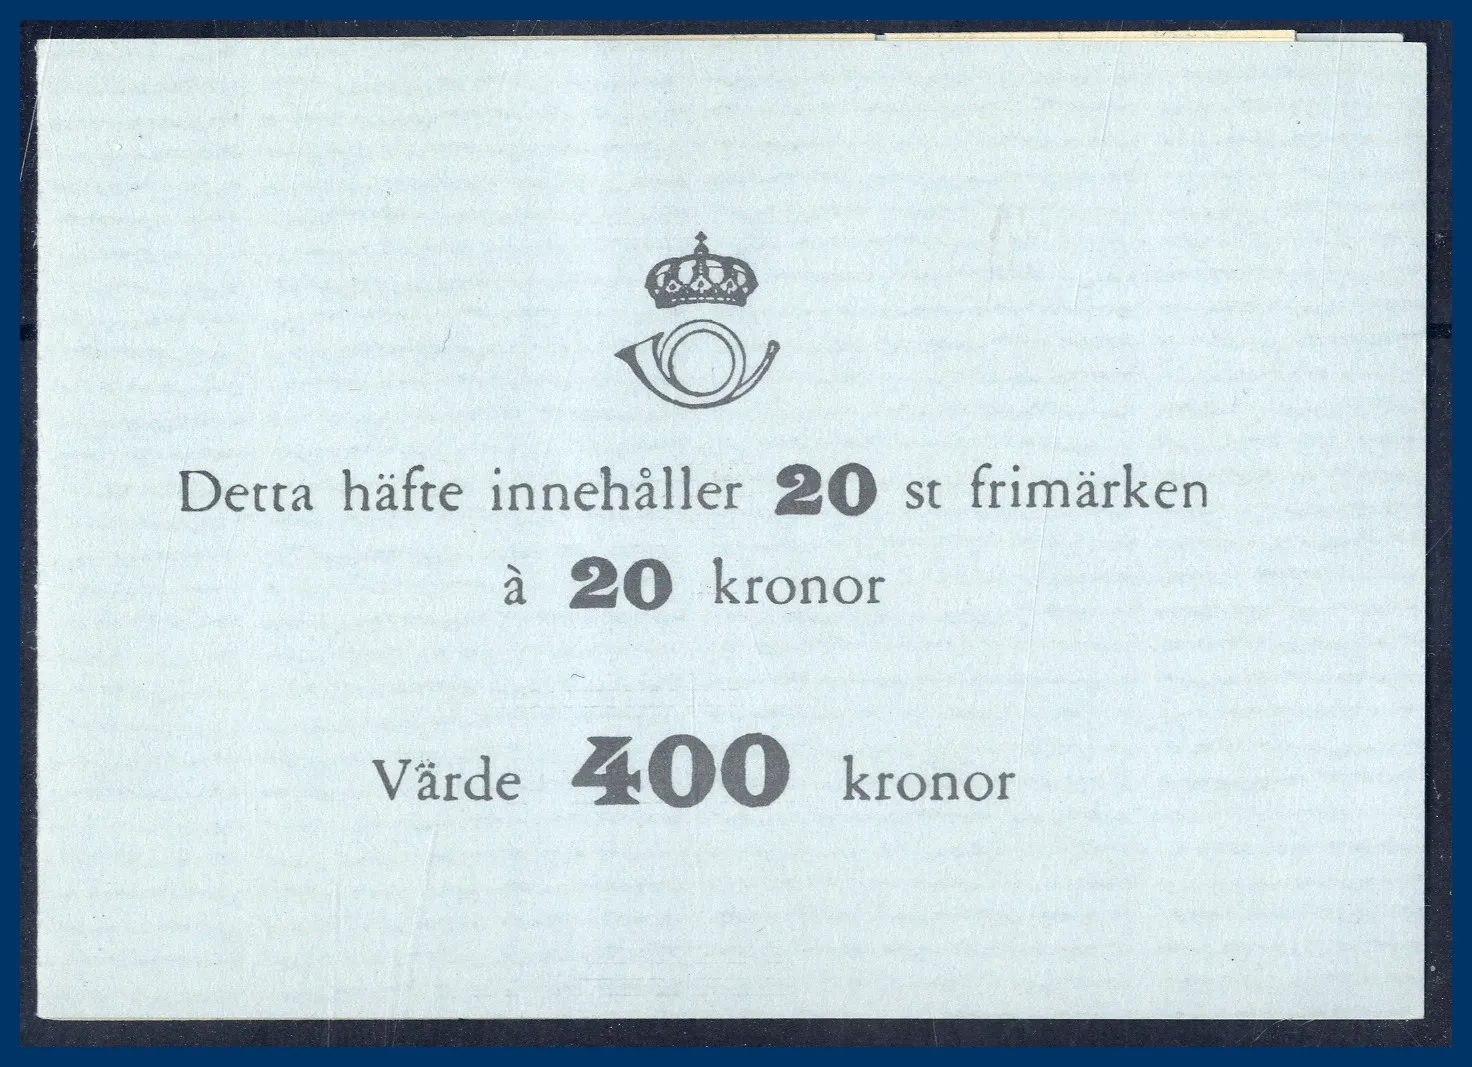 Detta häfte innehåller 20 st frimärken
à 20 kronor
Värde 400 kronor